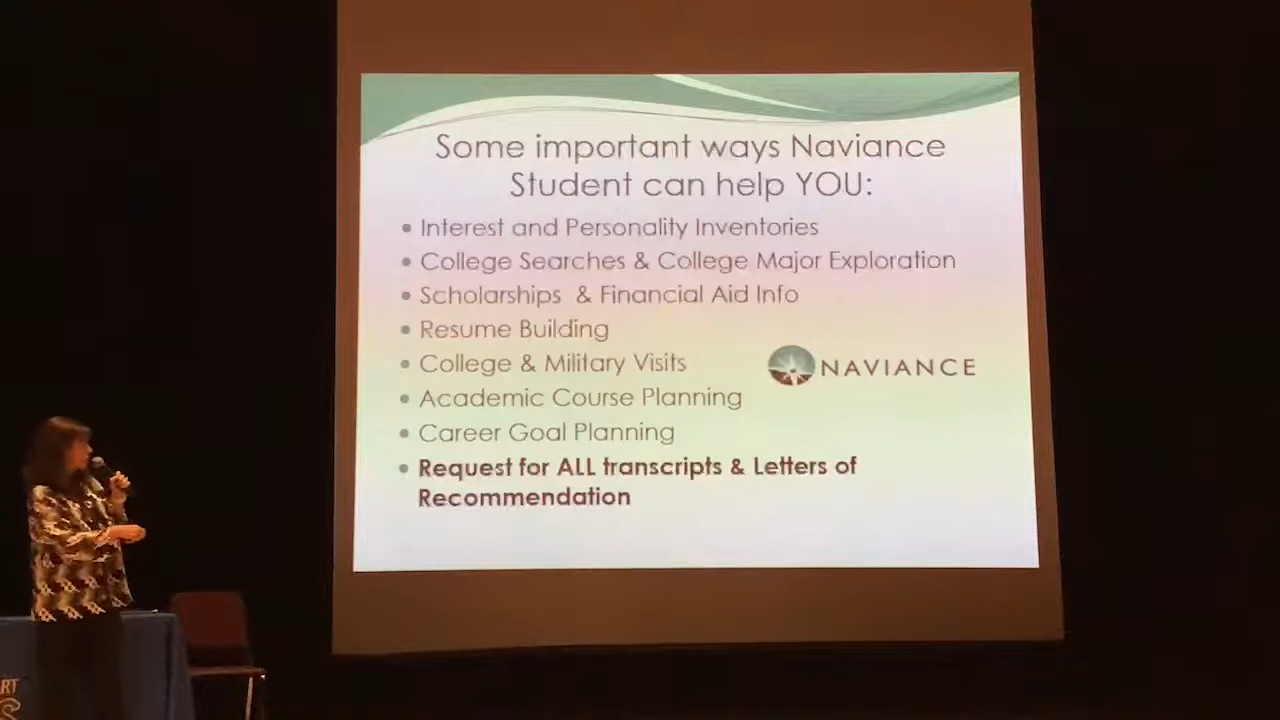 Some important ways Naviance
Student can help YOU:
• Interest and Personality Inventories
• College Searches & College Major Exploration
• Scholarships & Financial Aid Info
• Resume Building
• College & Military Visits
NAVIANCE
• Academic Course Planning
• Career Goal Planning
• Request for ALL transcripts & Letters of
Recommendation
RT
S